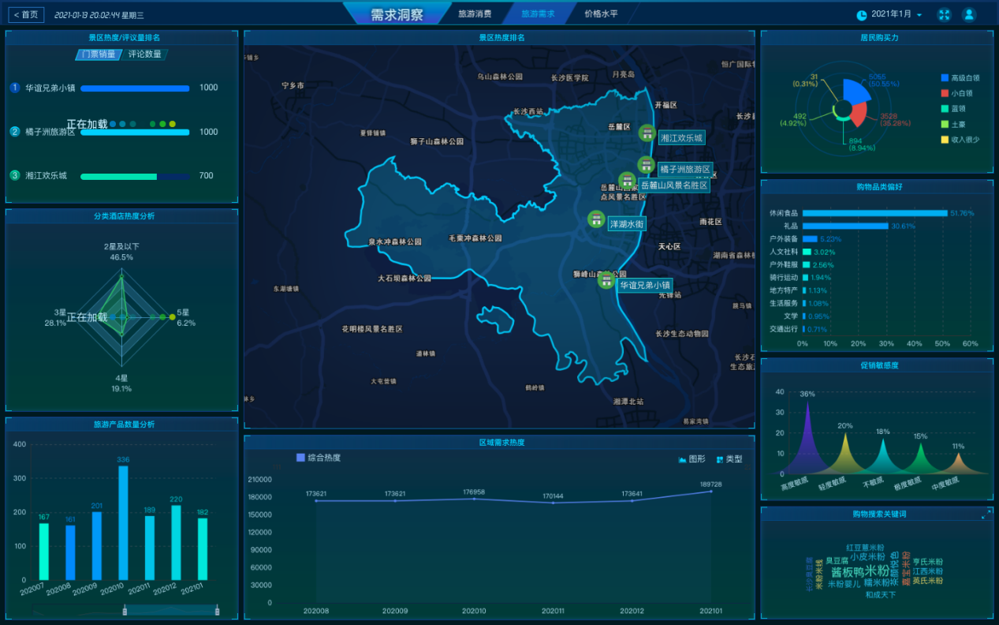 < 首页
2021-01-13 20:02:44 星期三
需求洞察
旅游消费
旅游需求
价格水平
2021年1月
景区热度/评议量排名
门票销量
评论数量
1 华谊兄弟小镇 1000
正在加载
2 橘子洲旅游区 1000
3 湘江欢乐城 700
分类酒店热度分析
2星及以下
46.5%
3星
28.1%
正在加载
5星
6.2%
4星
19.1%
旅游产品数量分析
400
300
200
100
0
167
161
201
336
189
220
182
202007
202008
202009
202010
202011
202012
202101
景区热度排名
宁乡市
乌山森林公园
长沙医学院
月亮岛
恒广国际
长沙西站
开福区
岳麓区
夏铎铺镇
狮子山森林公园
湘江欢乐城
橘子洲旅游区
岳麓山风景名胜区
点风景名胜区
洋湖水街
雨花区
泉水冲森林公园
毛栗冲森林公园
天心区
湖南省森林
大石坝森林公园
狮峰山森林公园
华谊兄弟小镇
先锋站
东湖塘镇
跳马镇
花明楼风景名胜区
长沙生态动物园
道林镇
长沙石
生态旅
大屯营镇
鹤岭镇
湘潭北站
易家湾镇
区域需求热度
综合热度
图形
类型
210000
180000
150000
120000
90000
60000
30000
0
173621
173621
176958
170144
173641
189728
202008
202009
202010
202011
202012
202101
居民购买力
31
(0.31%)
5055
(50.55%)
492
(4.92%)
3528
(35.28%)
894
(8.94%)
高级白领
小白领
蓝领
土豪
收入很少
购物品类偏好
休闲食品 51.76%
礼品 30.61%
户外装备 5.23%
人文社科 3.02%
户外鞋服 2.56%
骑行运动 1.94%
地方特产 1.13%
生活服务 1.08%
文学 0.95%
交通出行 0.71%
0% 10% 20% 30% 40% 50% 60%
促销敏感度
40
30
20
10
0
36%
20%
18%
15%
11%
高度敏感
轻度敏感
不敏感
极度敏感
中度敏感
购物搜索关键词
红豆薏米粉
小皮米粉
臭豆腐
亨氏米粉
酱板鸭
米粉
江西米粉
米粉婴儿
糯米粉
英氏米粉
和成天下
长沙臭豆腐
米粉米线
嘉宝米粉